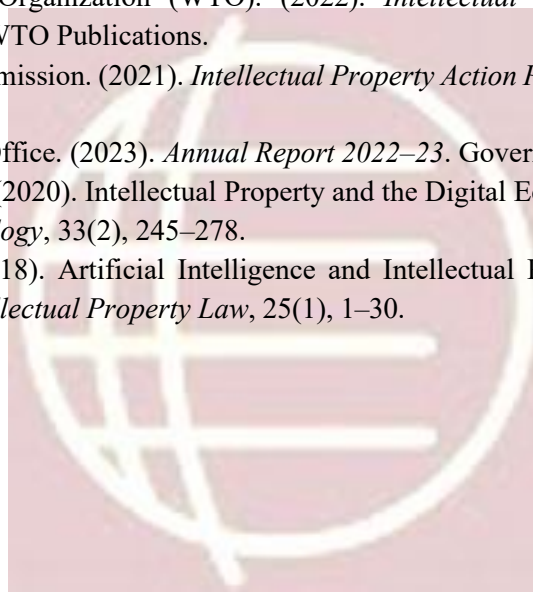 Organization (WTO). (2022). Intellectual
WTO Publications.
mission. (2021). Intellectual Property Action
ffice. (2023). Annual Report 2022–23. Gover
(2020). Intellectual Property and the Digital E
ogy, 33(2), 245–278.
18). Artificial Intelligence and Intellectual
llectual Property Law, 25(1), 1–30.